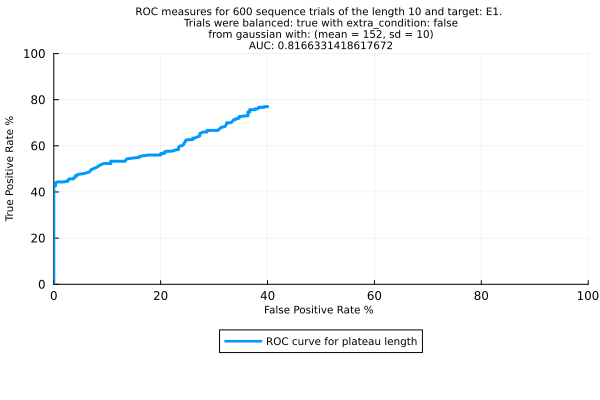 ROC measures for 600 sequence trials of the length 10 and target: E1.
Trials were balanced: true with extra_condition: false
from gaussian with: (mean = 152, sd = 10)
AUC: 0.8166331418617672
100
80
60
40
20
0
True Positive Rate %
0 20 40 60 80 100
False Positive Rate %
ROC curve for plateau length